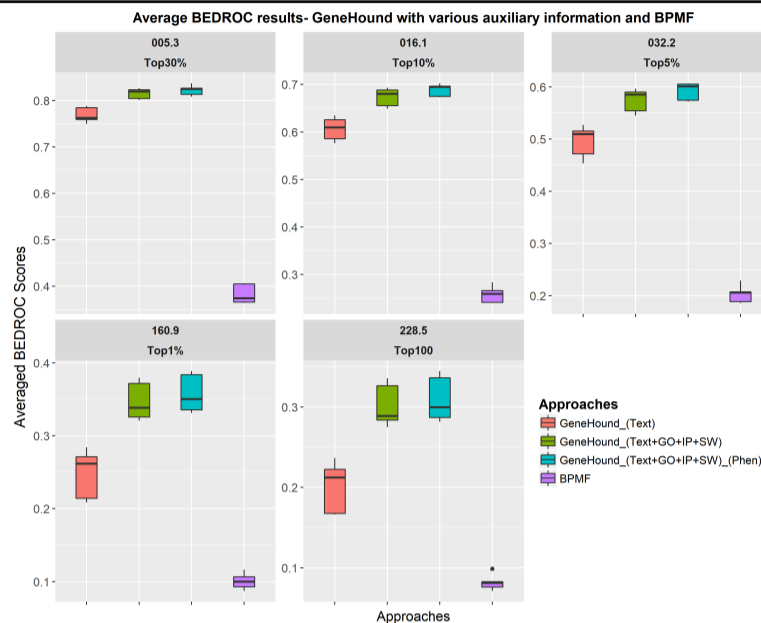 Average BEDROC results- GeneHound with various auxiliary information and BPMF
005.3
Top30%
016.1
Top10%
032.2
Top5%
0.8
0.7
0.6
0.5
0.4
0.7
0.6
0.5
0.4
0.3
0.6
0.5
0.4
0.3
0.2
Averaged BEDROC Scores
160.9
Top1%
228.5
Top100
0.4
0.3
0.2
0.1
0.3
0.2
0.1
Approaches
GeneHound_(Text)
GeneHound_(Text+GO+IP+SW)
GeneHound_(Text+GO+IP+SW)_(Phen)
BPMF
Approaches